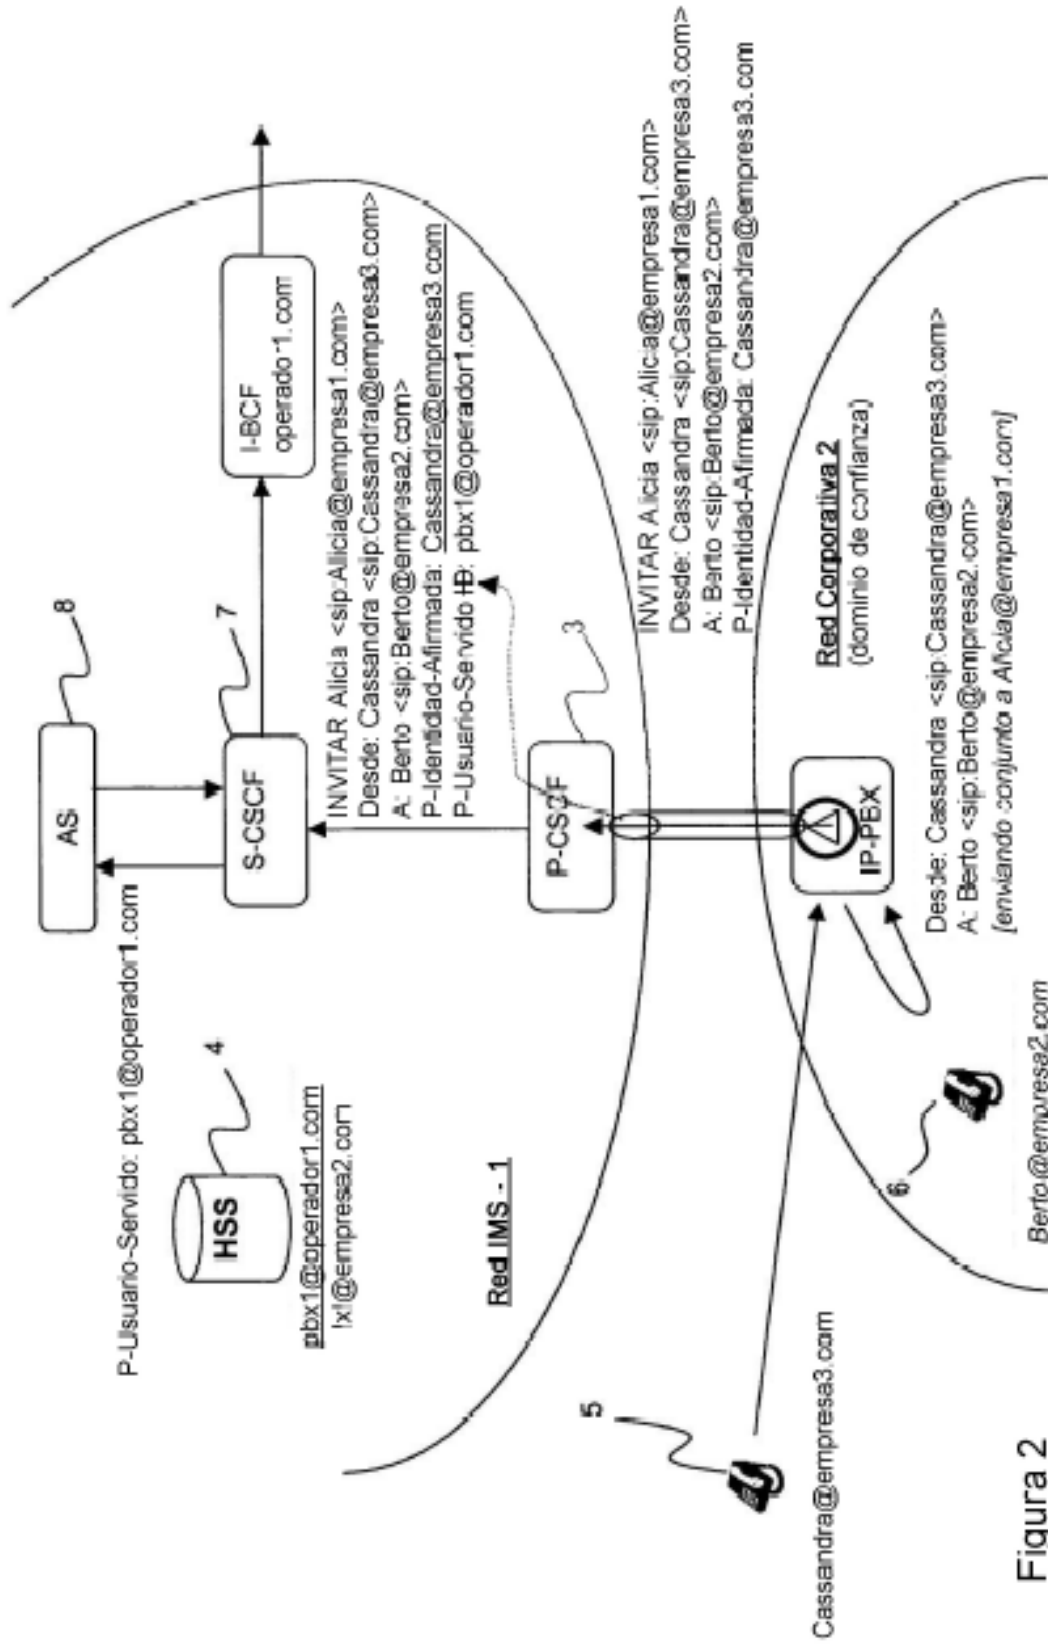 P-Usuario-Servido: pbx1@operador1.com
AS
8
HSS
4
pbx1@operador1.com
!x!@empresa2.com
S-CSCF
7
I-BCF
operado·1.com
INVITAR Alicia <sip:Alicia@empresa1.com>
Desde: Cassandra <sip:Cassandra@empresa3.com>
A: Berto <sip:Berto@empresa2.com>
P-Identidad-Afirmada: Cassandra@empresa3.com
P-Usuario-Servido ID: pbx1@operador1.com
Red IMS - 1
P-CSCF
3
INVITAR Alicia <sip:Alicia@empresa1.com>
Desde: Cassandra <sip:Cassandra@empresa3.com>
A: Berto <sip:Berto@empresa2.com>
P-Identidad-Afirmada: Cassandra@empresa3.com
5
Cassandra@empresa3.com
Red Corporativa 2
(dominio de confianza)
IP-PBX
Desde: Cassandra <sip:Cassandra@empresa3.com>
A: Berto <sip:Berto@empresa2.com>
[enviando conjunto a Alicia@empresa1.com]
6
Berto@empresa2.com
Figura 2